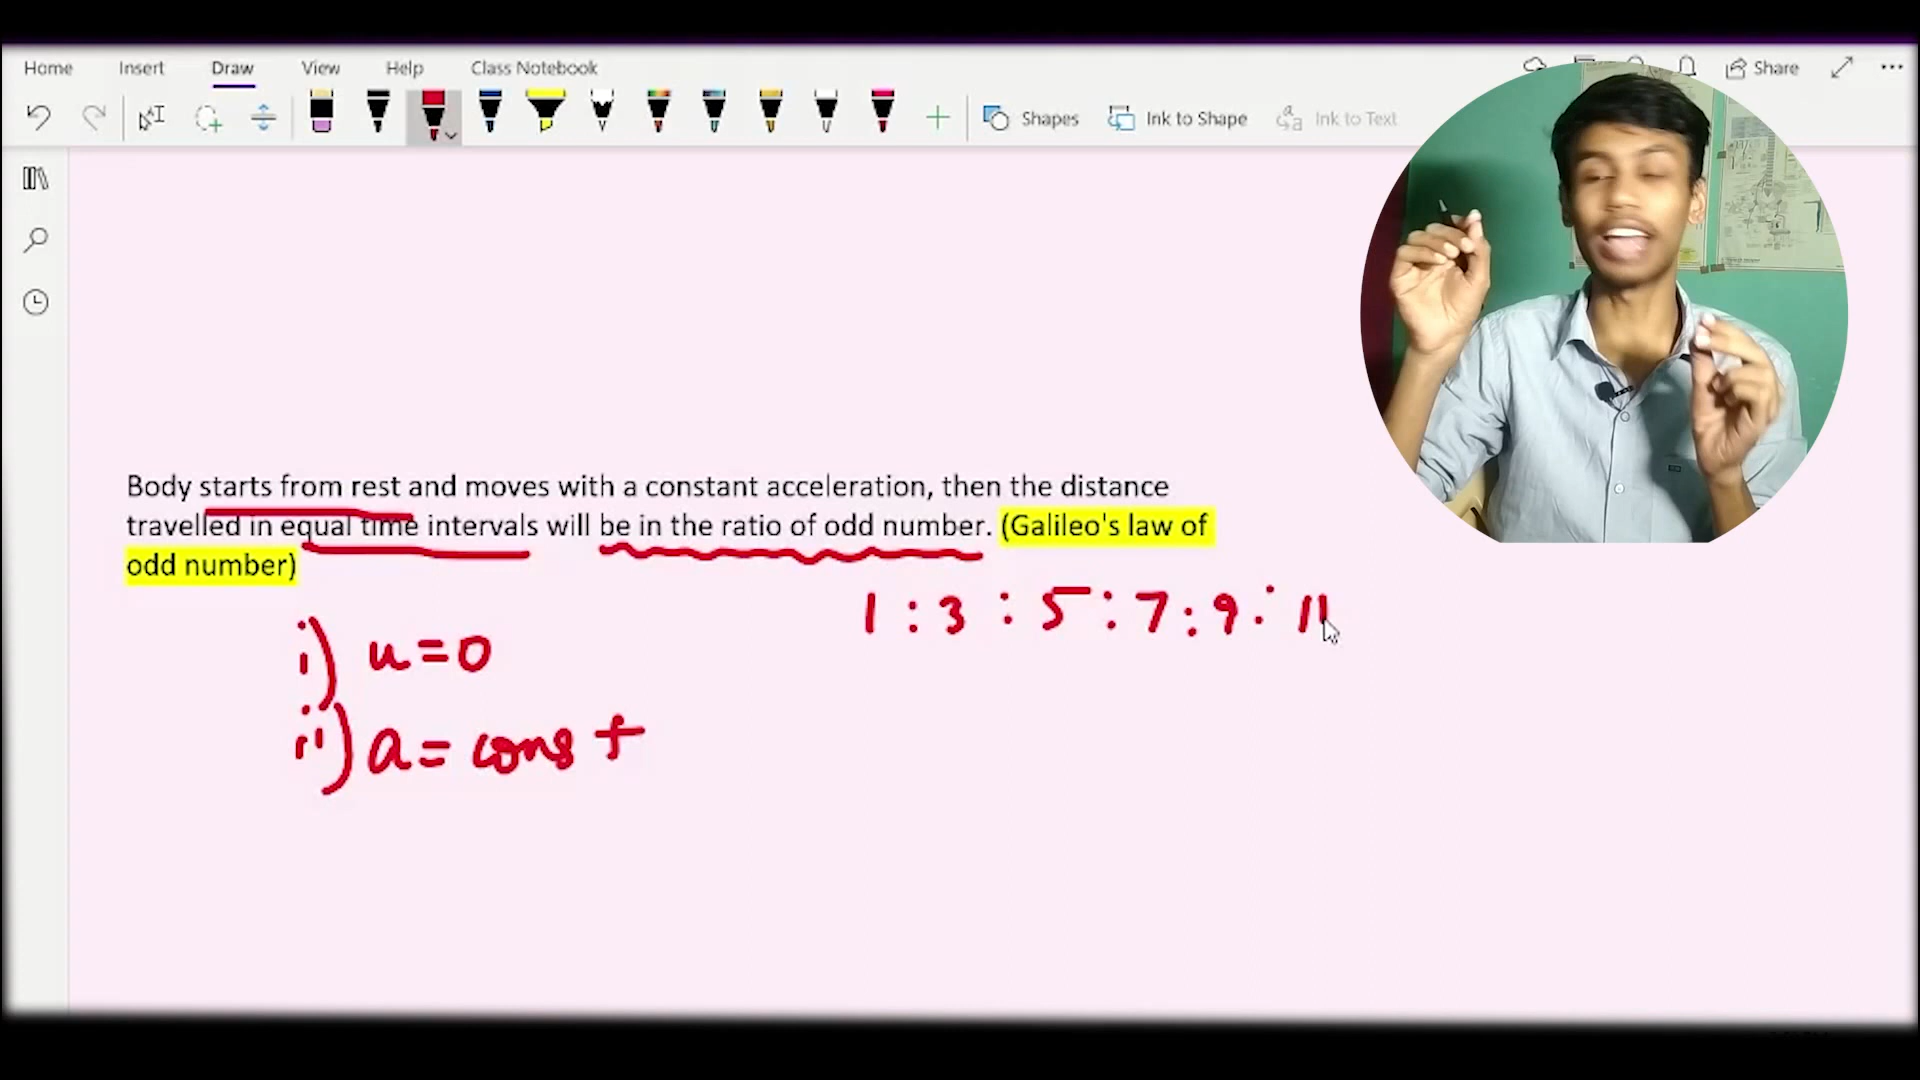 Home Insert Draw View Help Class Notebook Share
Shapes Ink to Shape Ink to Text
Body starts from rest and moves with a constant acceleration, then the distance
travelled in equal time intervals will be in the ratio of odd number. (Galileo's law of
odd number)
1 : 3 : 5 : 7 : 9 : 11
i) u = 0
ii) a = const